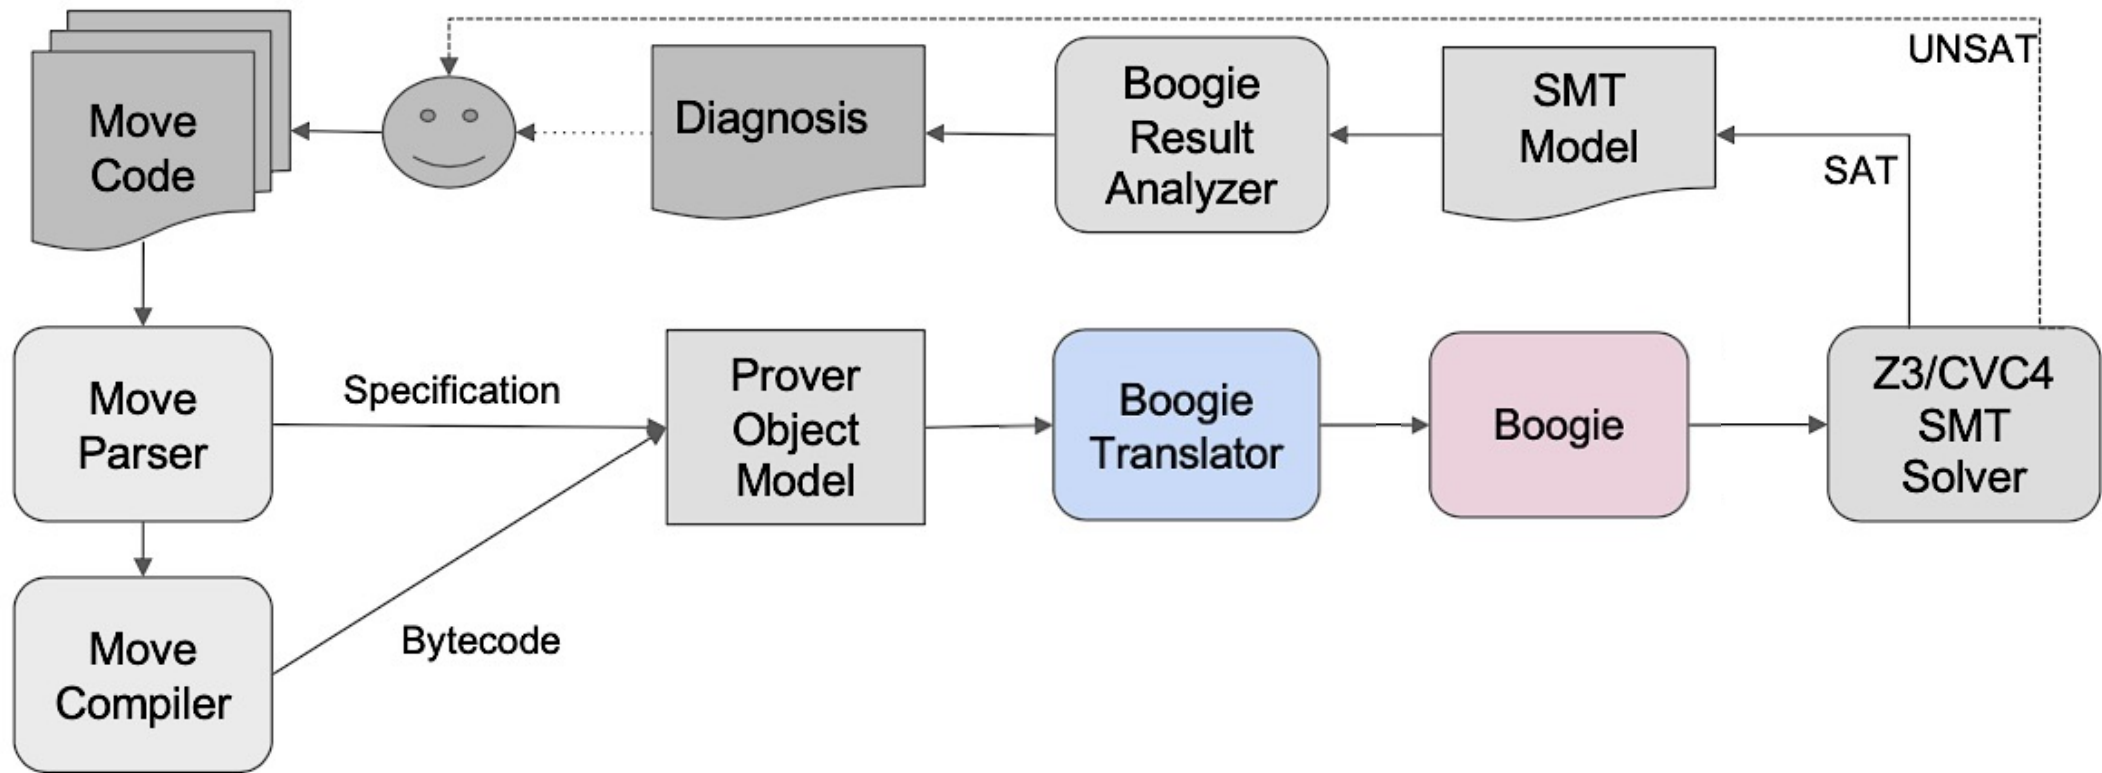 Move
Code
Diagnosis
Boogie
Result
Analyzer
SMT
Model
UNSAT
SAT
Move
Parser
Specification
Prover
Object
Model
Boogie
Translator
Boogie
Z3/CVC4
SMT
Solver
Move
Compiler
Bytecode